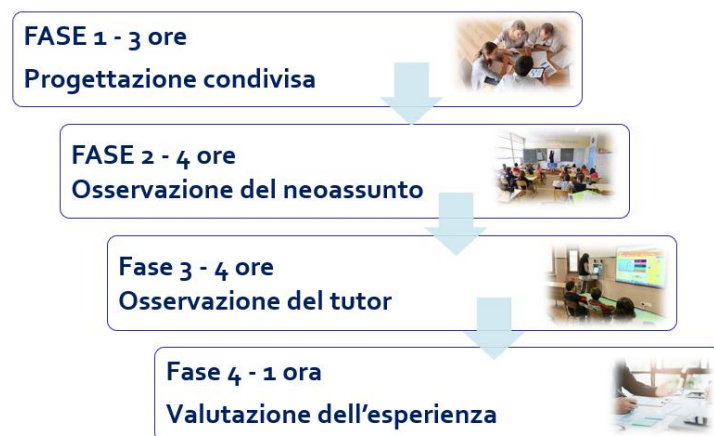 FASE 1 - 3 ore
Progettazione condivisa
FASE 2 - 4 ore
Osservazione del neoassunto
Fase 3 - 4 ore
Osservazione del tutor
Fase 4 - 1 ora
Valutazione dell’esperienza